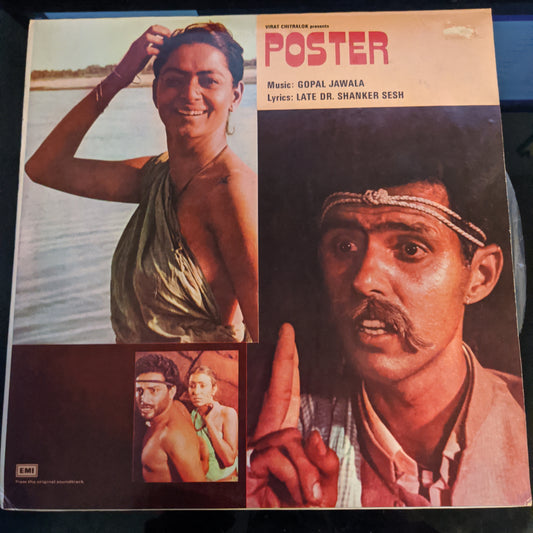 VIRAT CHITRALOK presents
POSTER
Music: GOPAL JAWALA
Lyrics: LATE DR. SHANKER SESH
EMI
from the original soundtrack